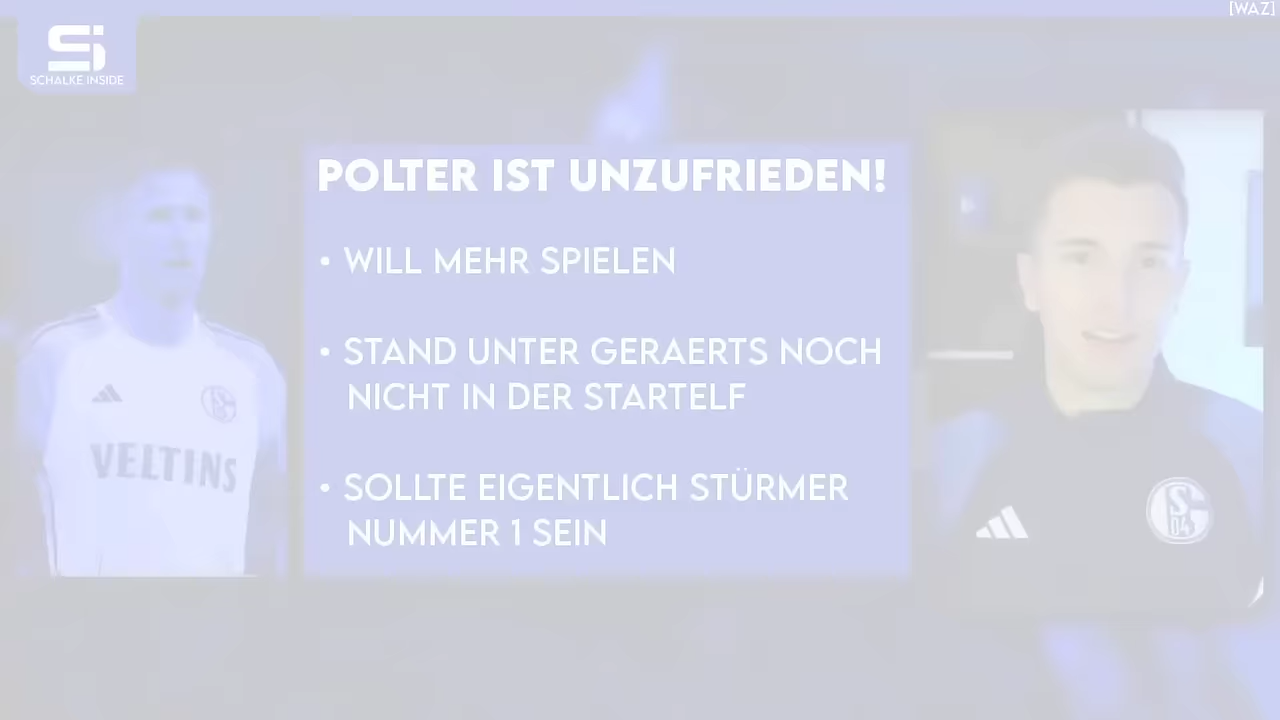 [WAZ]
SCHALKE INSIDE
POLTER IST UNZUFRIEDEN!
• WILL MEHR SPIELEN
• STAND UNTER GERAERTS NOCH
NICHT IN DER STARTELF
• SOLLTE EIGENTLICH STÜRMER
NUMMER 1 SEIN
VELTINS
S04